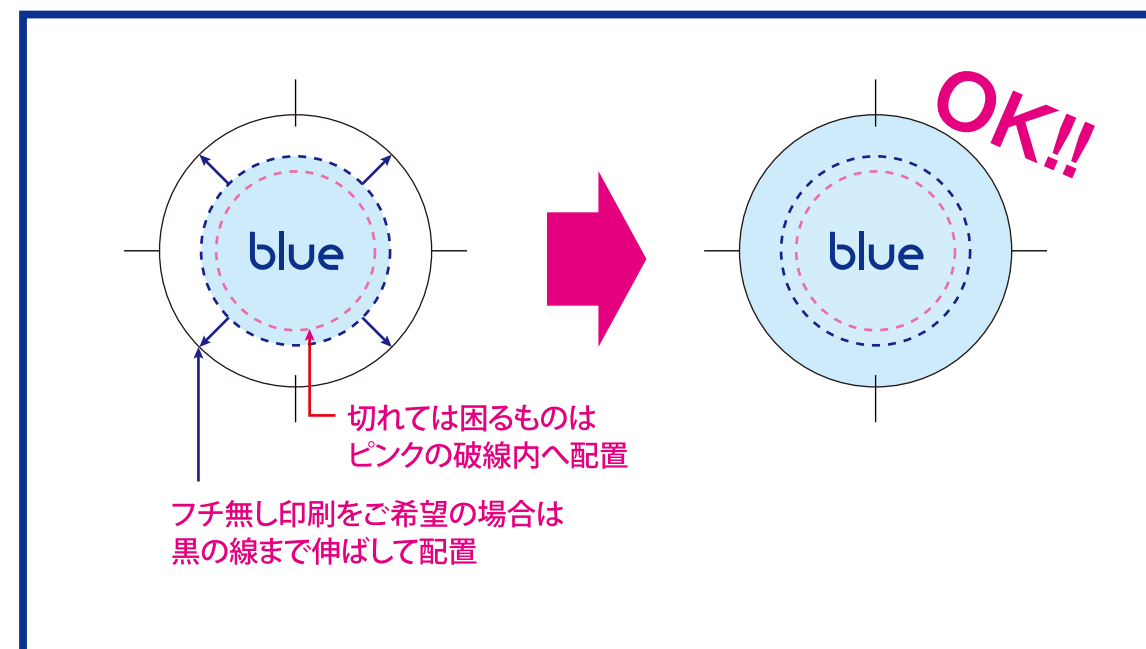 OK!!
blue
blue
切れては困るものは
ピンクの破線内へ配置
フチ無し印刷をご希望の場合は
黒の線まで伸ばして配置